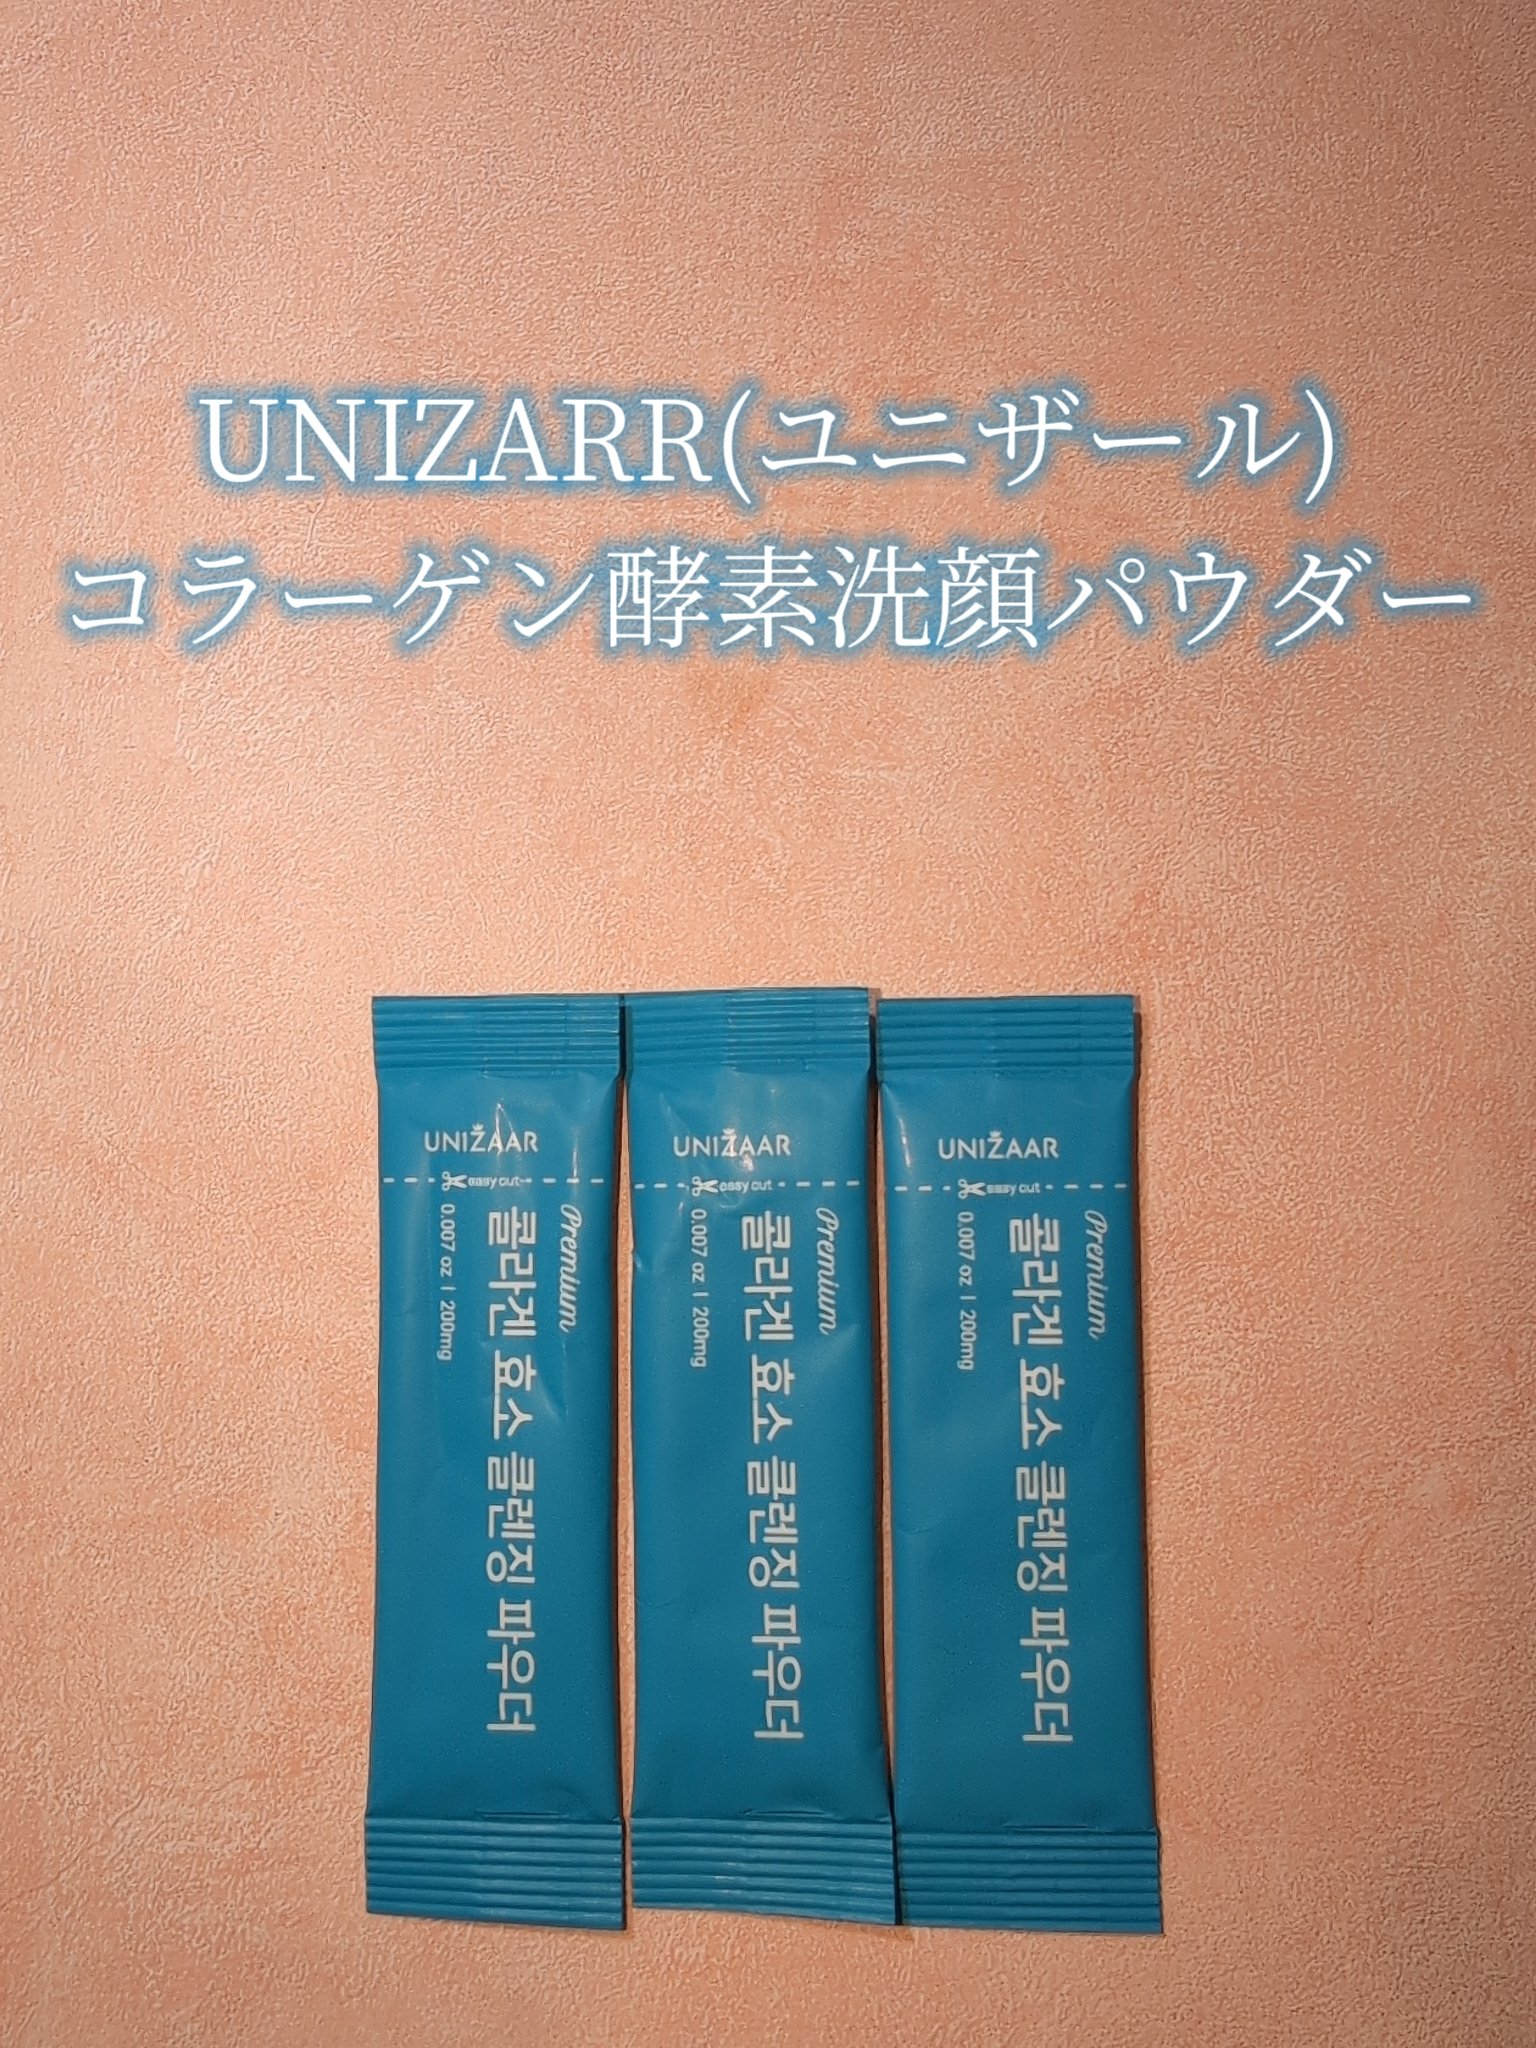 UNIZARR(ユニザール)
コラーゲン酵素洗顔パウダー
UNIZAAR
easy cut
Premium
콜라겐 효소 클렌징 파우더
0.007 oz | 200mg
UNIZAAR
easy cut
Premium
콜라겐 효소 클렌징 파우더
0.007 oz | 200mg
UNIZAAR
easy cut
Premium
콜라겐 효소 클렌징 파우더
0.007 oz | 200mg